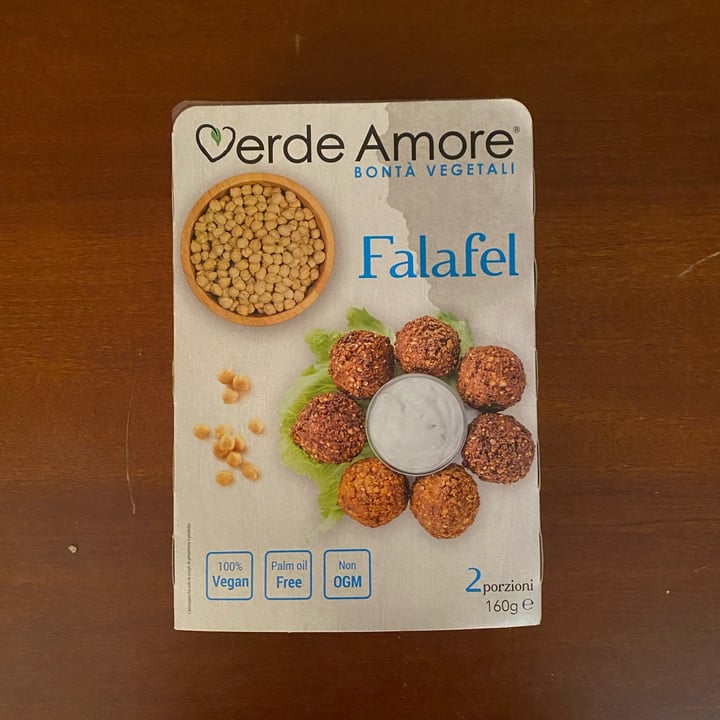 Verde Amore®
BONTÀ VEGETALI
Falafel
100%
Vegan
Palm oil
Free
Non
OGM
2 porzioni
160g e